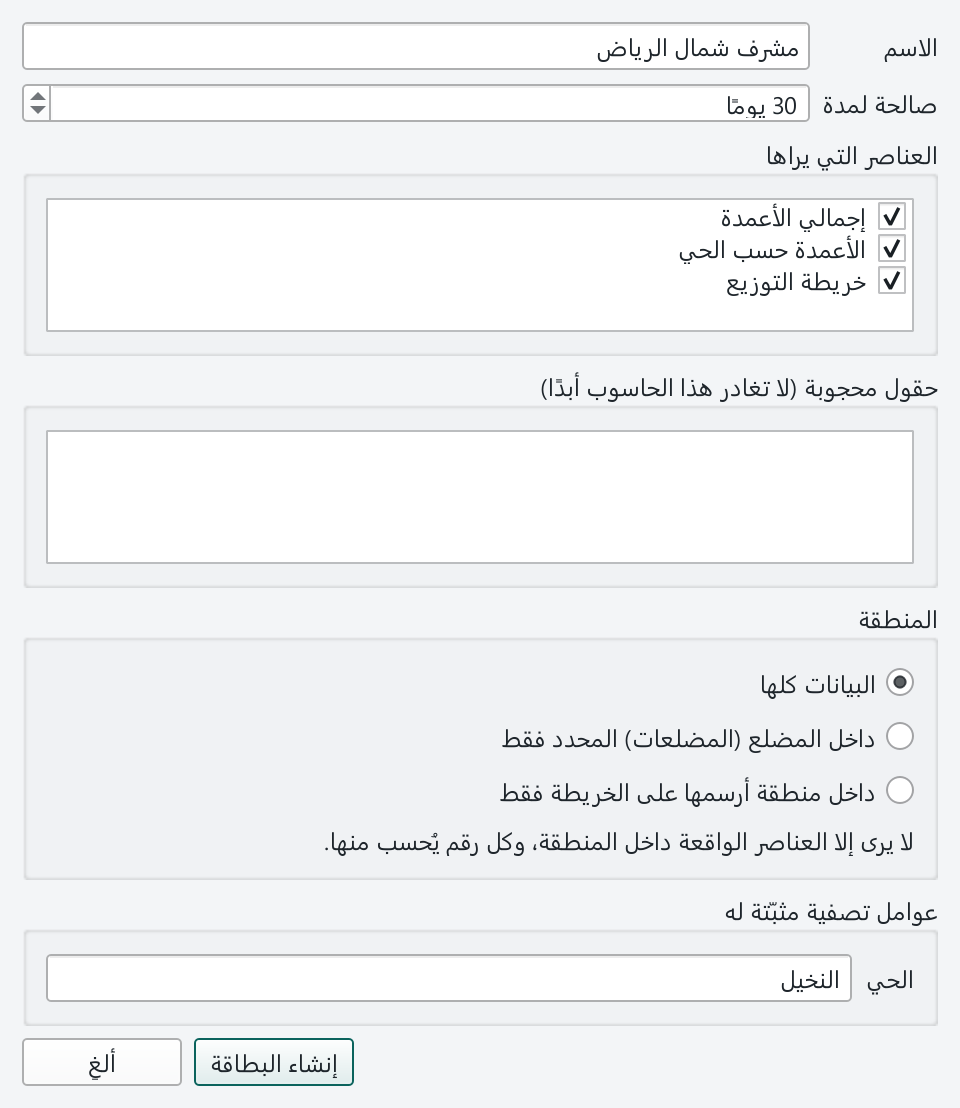 الاسم مشرف شمال الرياض
صالحة لمدة 30 يومًا
العناصر التي يراها
إجمالي الأعمدة
الأعمدة حسب الحي
خريطة التوزيع
حقول محجوبة (لا تغادر هذا الحاسوب أبدًا)
المنطقة
البيانات كلها
داخل المضلع (المضلعات) المحدد فقط
داخل منطقة أرسمها على الخريطة فقط
لا يرى إلا العناصر الواقعة داخل المنطقة، وكل رقم يُحسب منها.
عوامل تصفية مثبّتة له
الحي النخيل
إنشاء البطاقة ألغِ